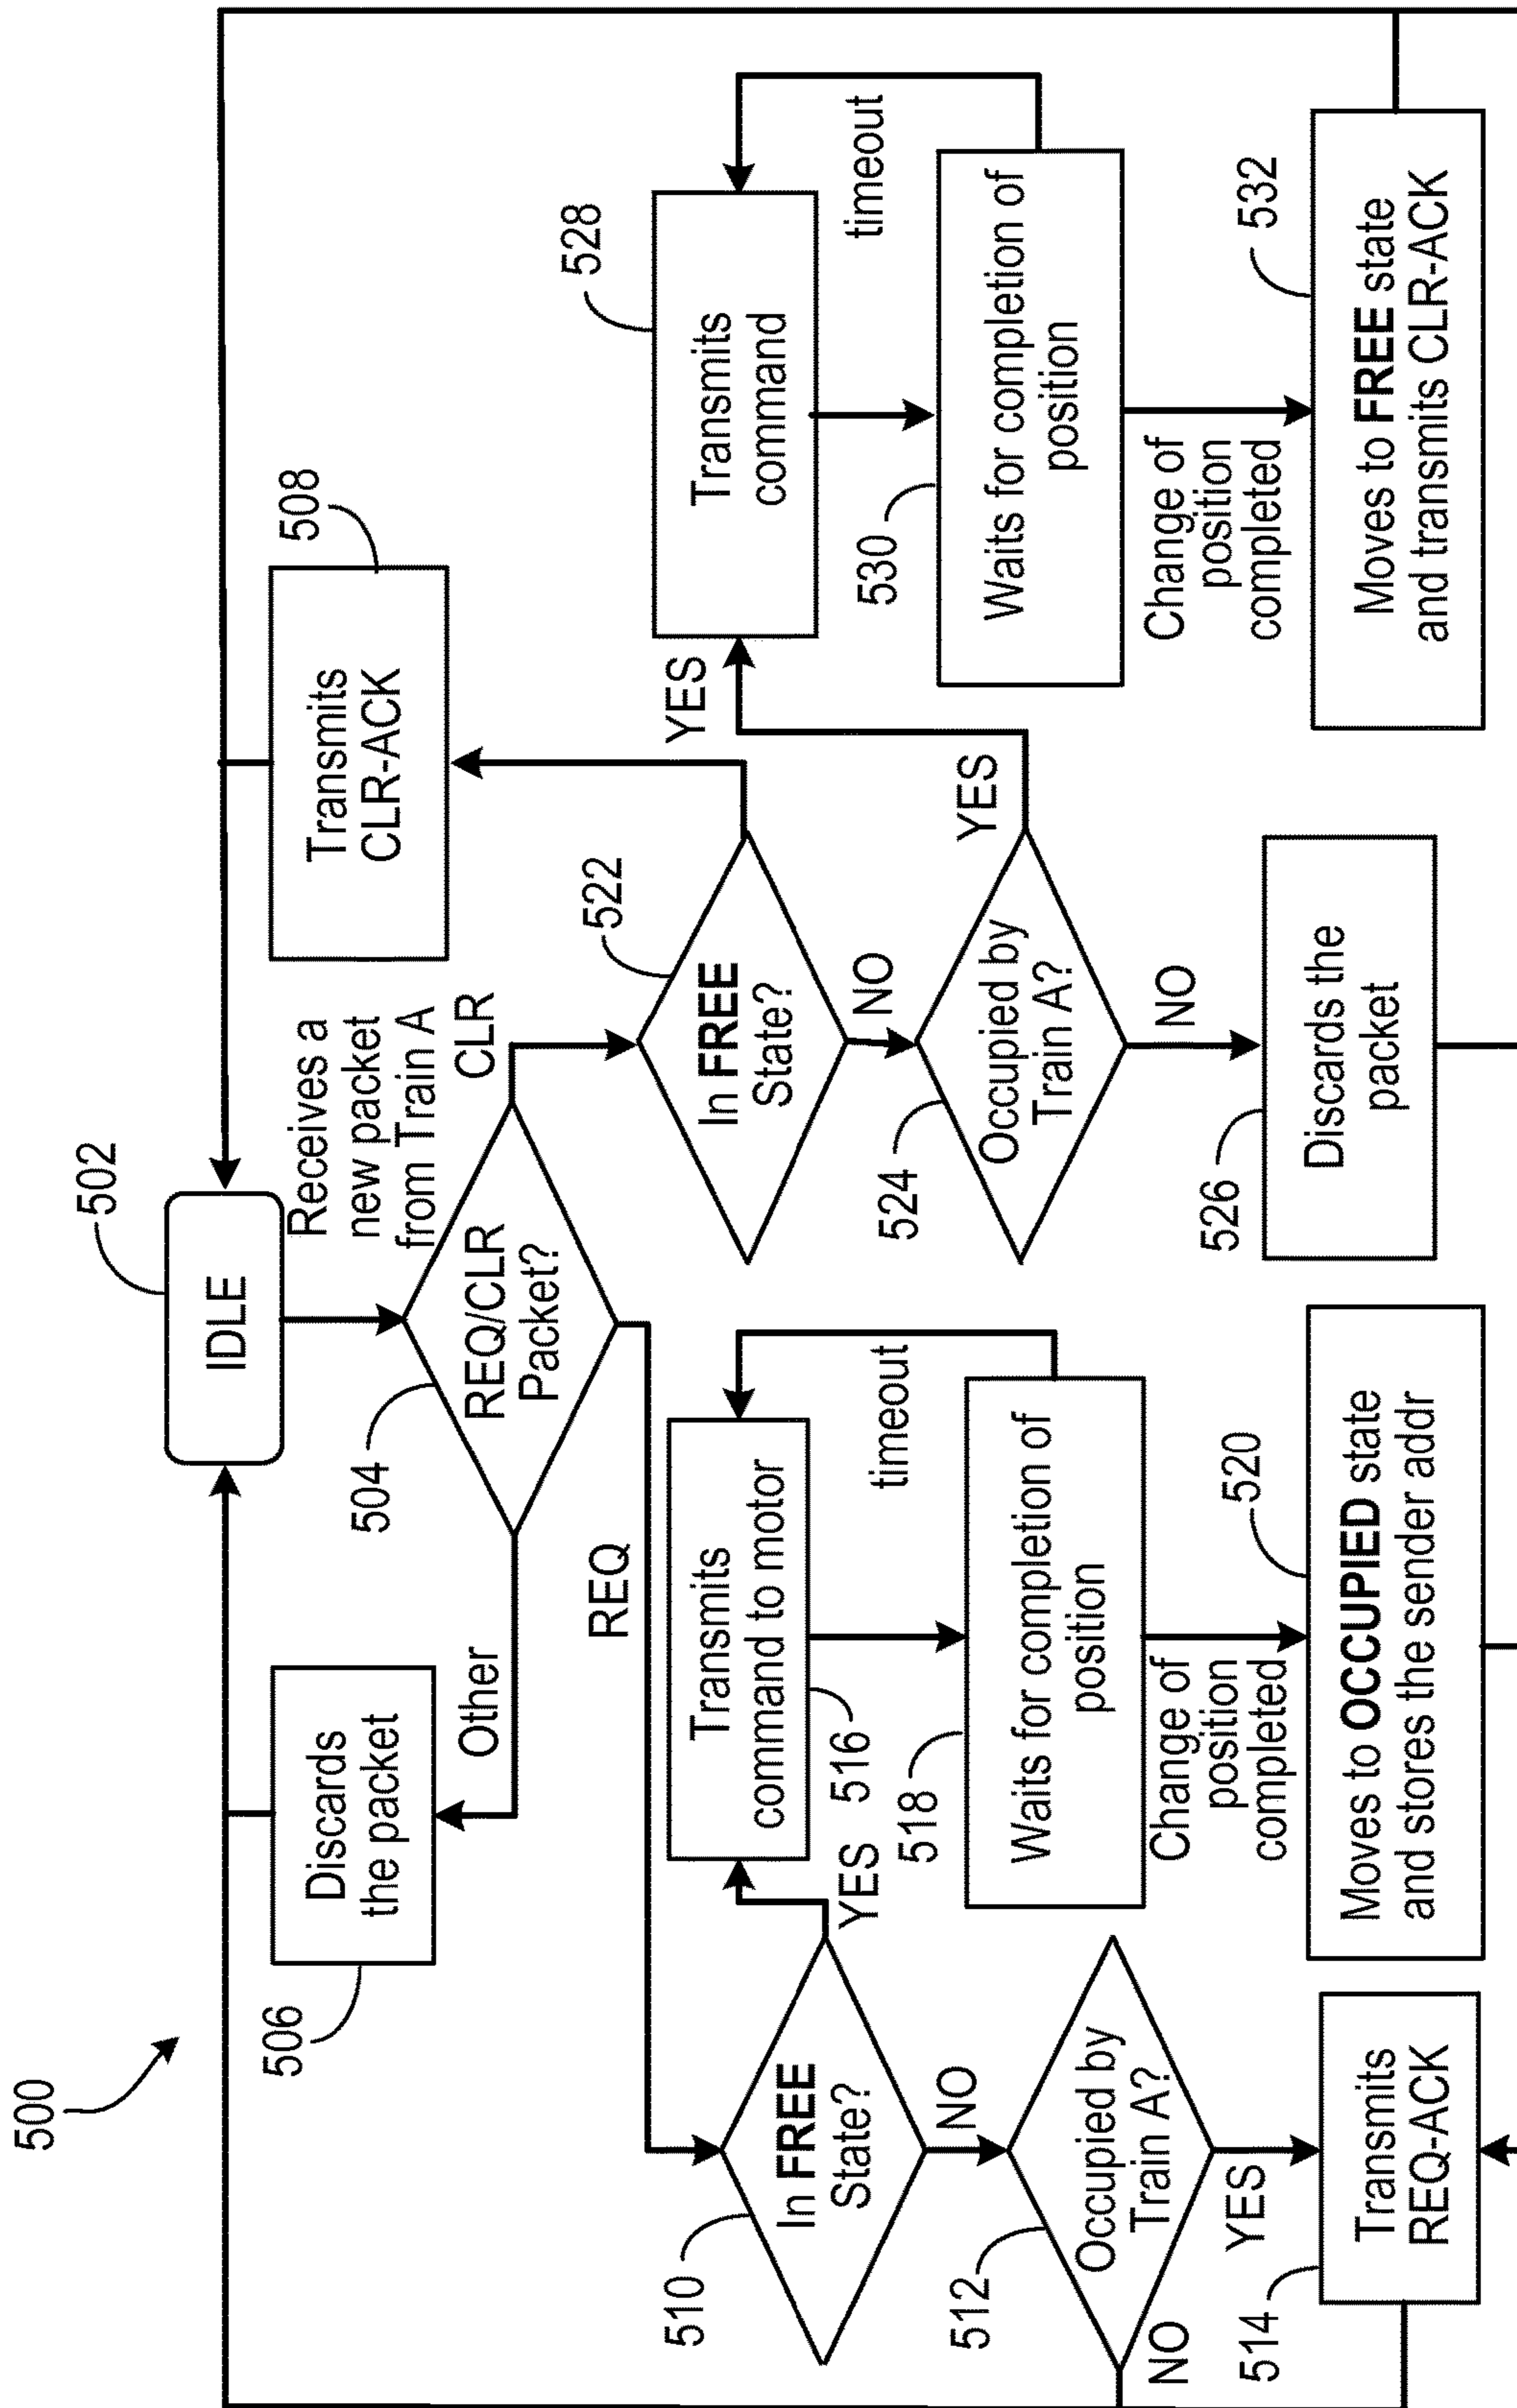 500
502
IDLE
Receives a
new packet
from Train A
504
REQ/CLR
Packet?
Other
CLR
REQ
506
Discards
the packet
508
Transmits
CLR-ACK
510
In FREE
State?
YES
NO
512
Occupied by
Train A?
NO
YES
514
Transmits
REQ-ACK
516
Transmits
command to motor
timeout
518
Waits for completion of
position
Change of
position
completed
520
Moves to OCCUPIED state
and stores the sender addr
522
In FREE
State?
YES
NO
524
Occupied by
Train A?
YES
NO
526
Discards the
packet
528
Transmits
command
timeout
530
Waits for completion of
position
Change of
position
completed
532
Moves to FREE state
and transmits CLR-ACK